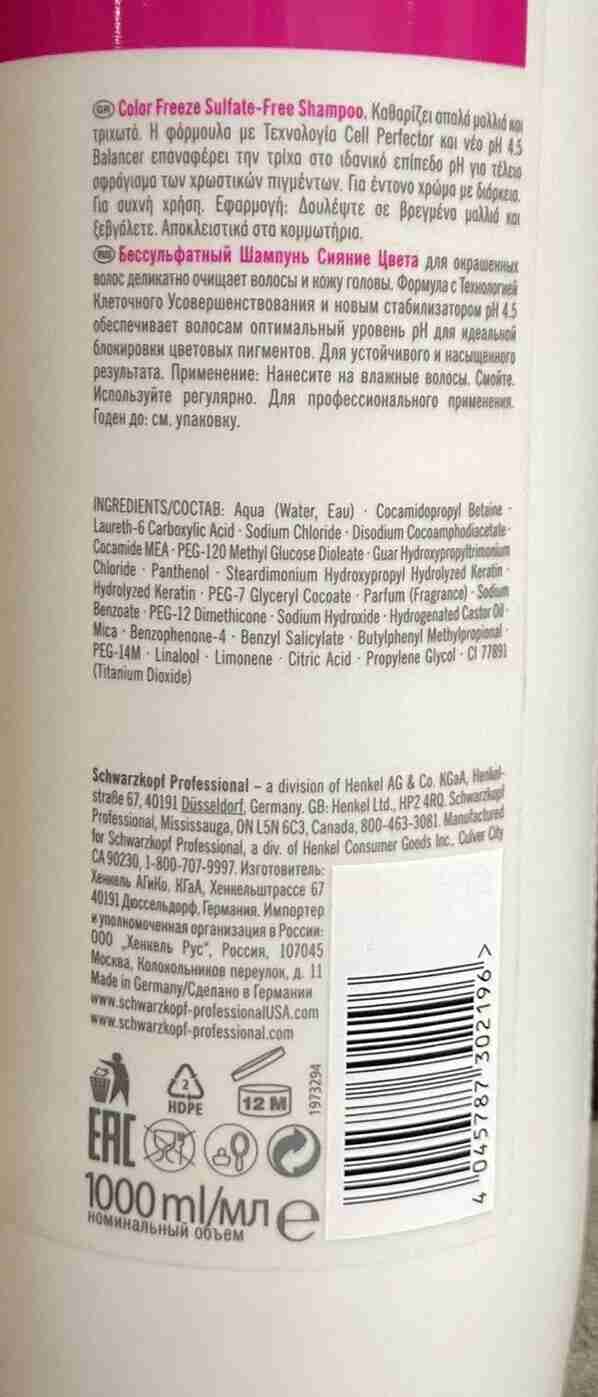 GR Color Freeze Sulfate-Free Shampoo. Καθαρίζει απαλά μαλλιά και
τριχωτό. Η φόρμουλα με Τεχνολογία Cell Perfector και νέο pH 4.5
Balancer επαναφέρει την τρίχα στο ιδανικό επίπεδο pH για τέλειο
σφράγισμα των χρωστικών πιγμέντων. Για έντονο χρώμα με διάρκεια.
Για συχνή χρήση. Εφαρμογή: Δουλέψτε σε βρεγμένα μαλλιά και
ξεβγάλετε. Αποκλειστικά στα κομμωτήρια.
RUS Бессульфатный Шампунь Сияние Цвета для окрашенных
волос деликатно очищает волосы и кожу головы. Формула с Технологией
Клеточного Усовершенствования и новым стабилизатором pH 4.5
обеспечивает волосам оптимальный уровень pH для идеальной
блокировки цветовых пигментов. Для устойчивого и насыщенного
результата. Применение: Нанесите на влажные волосы. Смойте.
Используйте регулярно. Для профессионального применения.
Годен до: см. упаковку.
INGREDIENTS/СОСТАВ: Aqua (Water, Eau) · Cocamidopropyl Betaine ·
Laureth-6 Carboxylic Acid · Sodium Chloride · Disodium Cocoamphodiacetate ·
Cocamide MEA · PEG-120 Methyl Glucose Dioleate · Guar Hydroxypropyltrimonium
Chloride · Panthenol · Steardimonium Hydroxypropyl Hydrolyzed Keratin ·
Hydrolyzed Keratin · PEG-7 Glyceryl Cocoate · Parfum (Fragrance) · Sodium
Benzoate · PEG-12 Dimethicone · Sodium Hydroxide · Hydrogenated Castor Oil ·
Mica · Benzophenone-4 · Benzyl Salicylate · Butylphenyl Methylpropional ·
PEG-14M · Linalool · Limonene · Citric Acid · Propylene Glycol · CI 77891
(Titanium Dioxide)
Schwarzkopf Professional – a division of Henkel AG & Co. KGaA, Henkel-
straße 67, 40191 Düsseldorf, Germany. GB: Henkel Ltd., HP2 4RQ. Schwarzkopf
Professional, Mississauga, ON L5N 6C3, Canada, 800-463-3081. Manufactured
for Schwarzkopf Professional, a div. of Henkel Consumer Goods Inc., Culver City
CA 90230, 1-800-707-9997. Изготовитель:
Хенкель АГиКо. КГаА, Хенкельштрассе 67
40191 Дюссельдорф, Германия. Импортер
и уполномоченная организация в России:
ООО „Хенкель Рус“, Россия, 107045
Москва, Колокольников переулок, д. 11
Made in Germany/Сделано в Германии
www.schwarzkopf-professionalUSA.com
www.schwarzkopf-professional.com
2
HDPE
12 M
1973294
EAC
1000 ml/мл e
номинальный объем
4 045787 302196 >